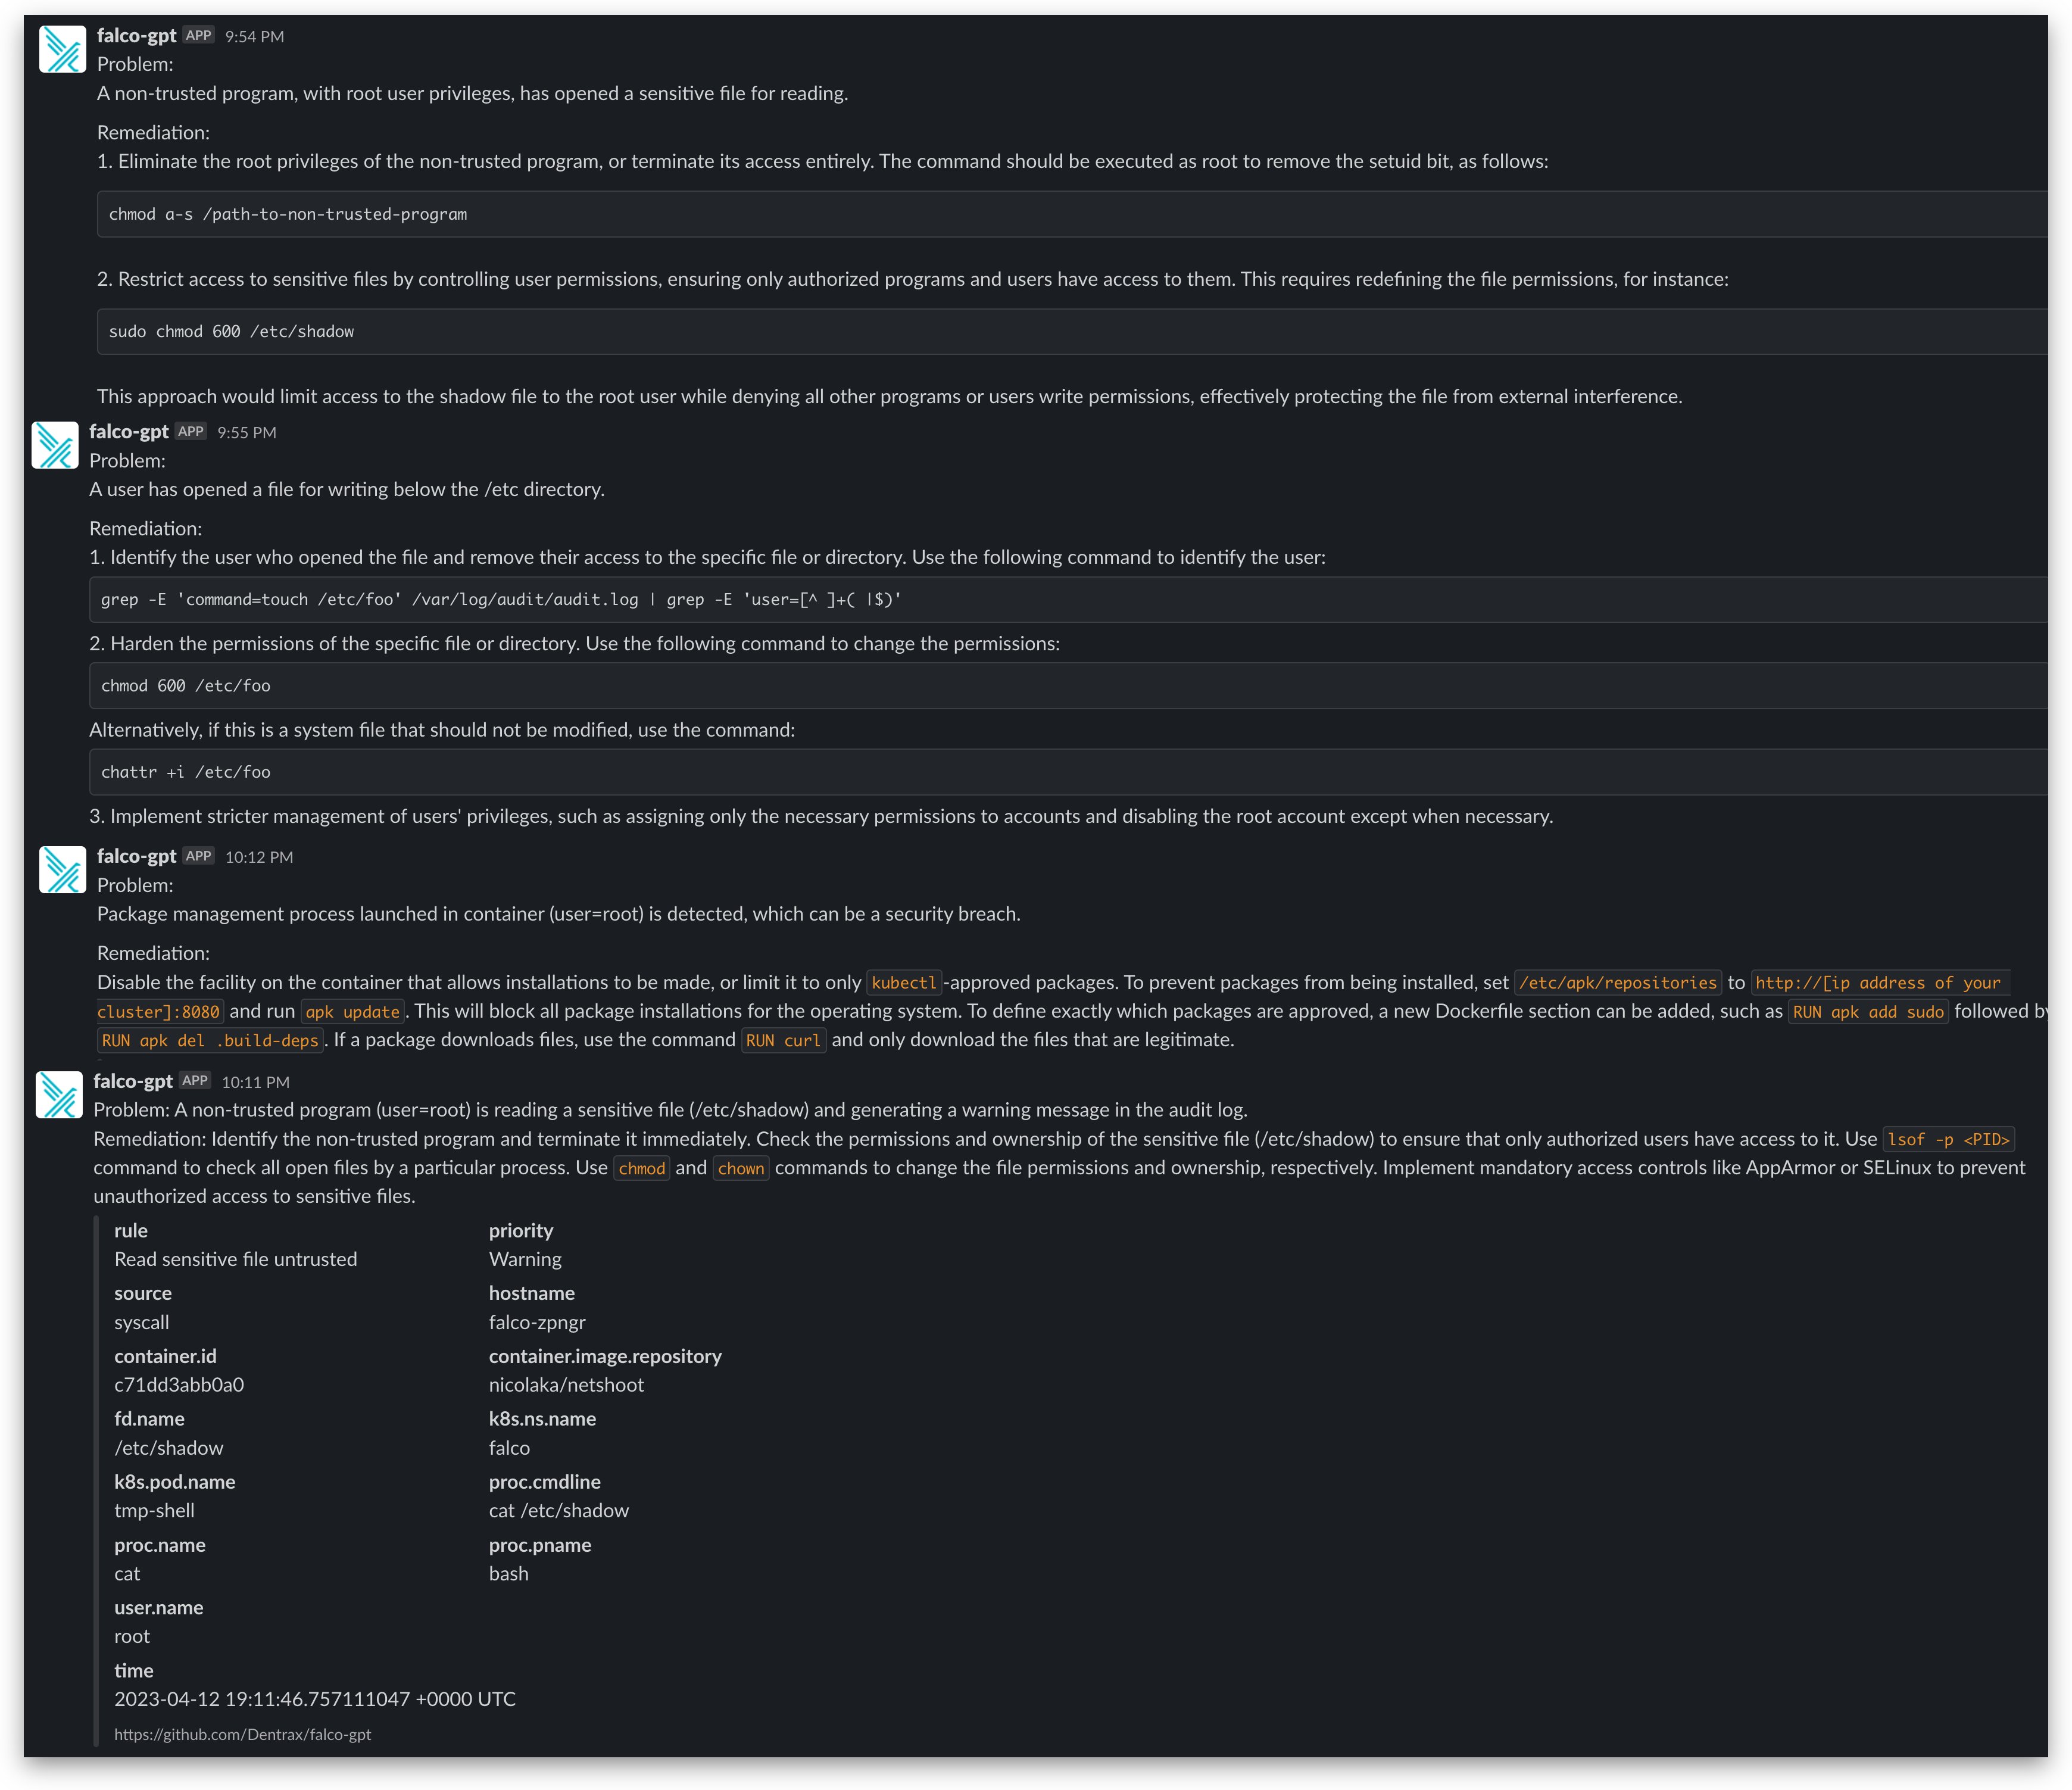 falco-gpt APP 9:54 PM
Problem:
A non-trusted program, with root user privileges, has opened a sensitive file for reading.
Remediation:
1. Eliminate the root privileges of the non-trusted program, or terminate its access entirely. The command should be executed as root to remove the setuid bit, as follows:
chmod a-s /path-to-non-trusted-program
2. Restrict access to sensitive files by controlling user permissions, ensuring only authorized programs and users have access to them. This requires redefining the file permissions, for instance:
sudo chmod 600 /etc/shadow
This approach would limit access to the shadow file to the root user while denying all other programs or users write permissions, effectively protecting the file from external interference.
falco-gpt APP 9:55 PM
Problem:
A user has opened a file for writing below the /etc directory.
Remediation:
1. Identify the user who opened the file and remove their access to the specific file or directory. Use the following command to identify the user:
grep -E 'command=touch /etc/foo' /var/log/audit/audit.log | grep -E 'user=[^ ]+( |$)'
2. Harden the permissions of the specific file or directory. Use the following command to change the permissions:
chmod 600 /etc/foo
Alternatively, if this is a system file that should not be modified, use the command:
chattr +i /etc/foo
3. Implement stricter management of users' privileges, such as assigning only the necessary permissions to accounts and disabling the root account except when necessary.
falco-gpt APP 10:12 PM
Problem:
Package management process launched in container (user=root) is detected, which can be a security breach.
Remediation:
Disable the facility on the container that allows installations to be made, or limit it to only kubectl-approved packages. To prevent packages from being installed, set /etc/apk/repositories to http://[ip address of your
cluster]:8080 and run apk update. This will block all package installations for the operating system. To define exactly which packages are approved, a new Dockerfile section can be added, such as RUN apk add sudo followed by
RUN apk del .build-deps. If a package downloads files, use the command RUN curl and only download the files that are legitimate.
falco-gpt APP 10:11 PM
Problem: A non-trusted program (user=root) is reading a sensitive file (/etc/shadow) and generating a warning message in the audit log.
Remediation: Identify the non-trusted program and terminate it immediately. Check the permissions and ownership of the sensitive file (/etc/shadow) to ensure that only authorized users have access to it. Use lsof -p <PID>
command to check all open files by a particular process. Use chmod and chown commands to change the file permissions and ownership, respectively. Implement mandatory access controls like AppArmor or SELinux to prevent
unauthorized access to sensitive files.
rule priority
Read sensitive file untrusted Warning
source hostname
syscall falco-zpngr
container.id container.image.repository
c71dd3abb0a0 nicolaka/netshoot
fd.name k8s.ns.name
/etc/shadow falco
k8s.pod.name proc.cmdline
tmp-shell cat /etc/shadow
proc.name proc.pname
cat bash
user.name
root
time
2023-04-12 19:11:46.757111047 +0000 UTC
https://github.com/Dentrax/falco-gpt